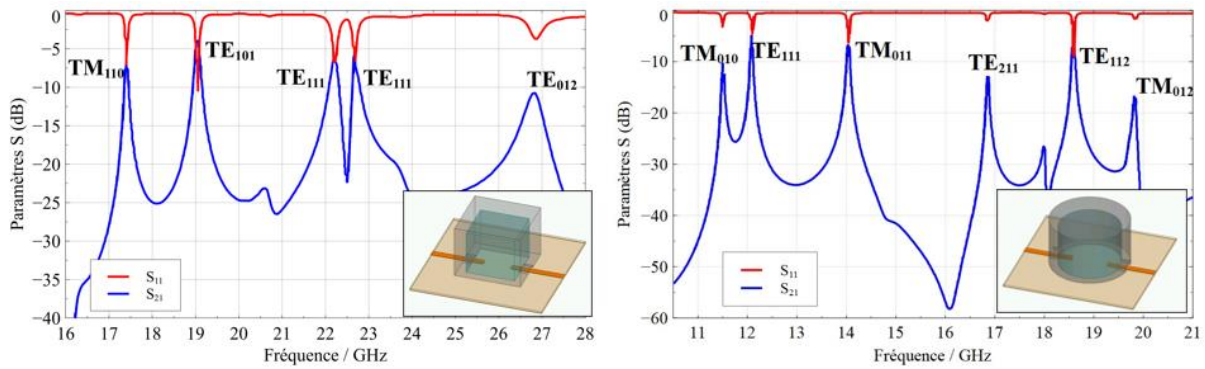 Paramètres S (dB)
0
−5
−10
−15
−20
−25
−30
−35
−40
TM₁₁₀
TE₁₀₁
TE₁₁₁
TE₁₁₁
TE₀₁₂
S₁₁
S₂₁
16 17 18 19 20 21 22 23 24 25 26 27 28
Fréquence / GHz
Paramètres S (dB)
0
−10
−20
−30
−40
−50
−60
TM₀₁₀
TE₁₁₁
TM₀₁₁
TE₂₁₁
TE₁₁₂
TM₀₁₂
S₁₁
S₂₁
11 12 13 14 15 16 17 18 19 20 21
Fréquence / GHz